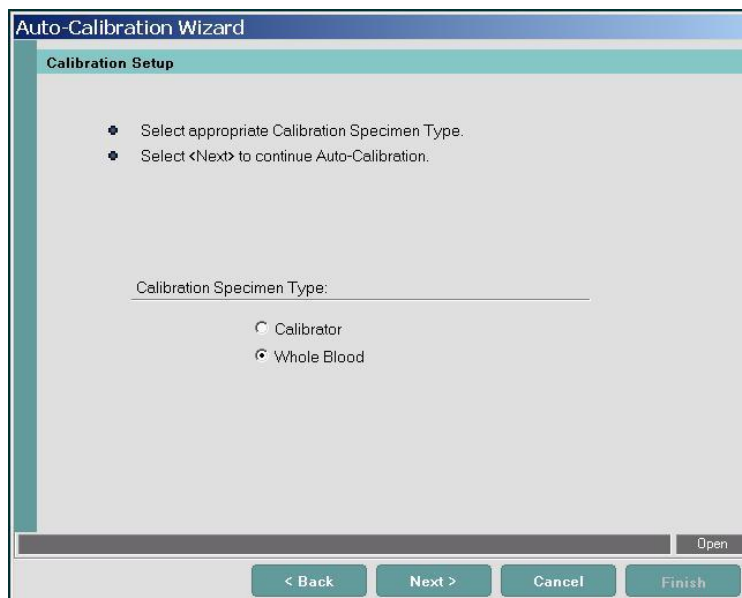 Auto-Calibration Wizard
Calibration Setup
Select appropriate Calibration Specimen Type.
Select <Next> to continue Auto-Calibration.
Calibration Specimen Type:
Calibrator
Whole Blood
Open
< Back Next > Cancel Finish